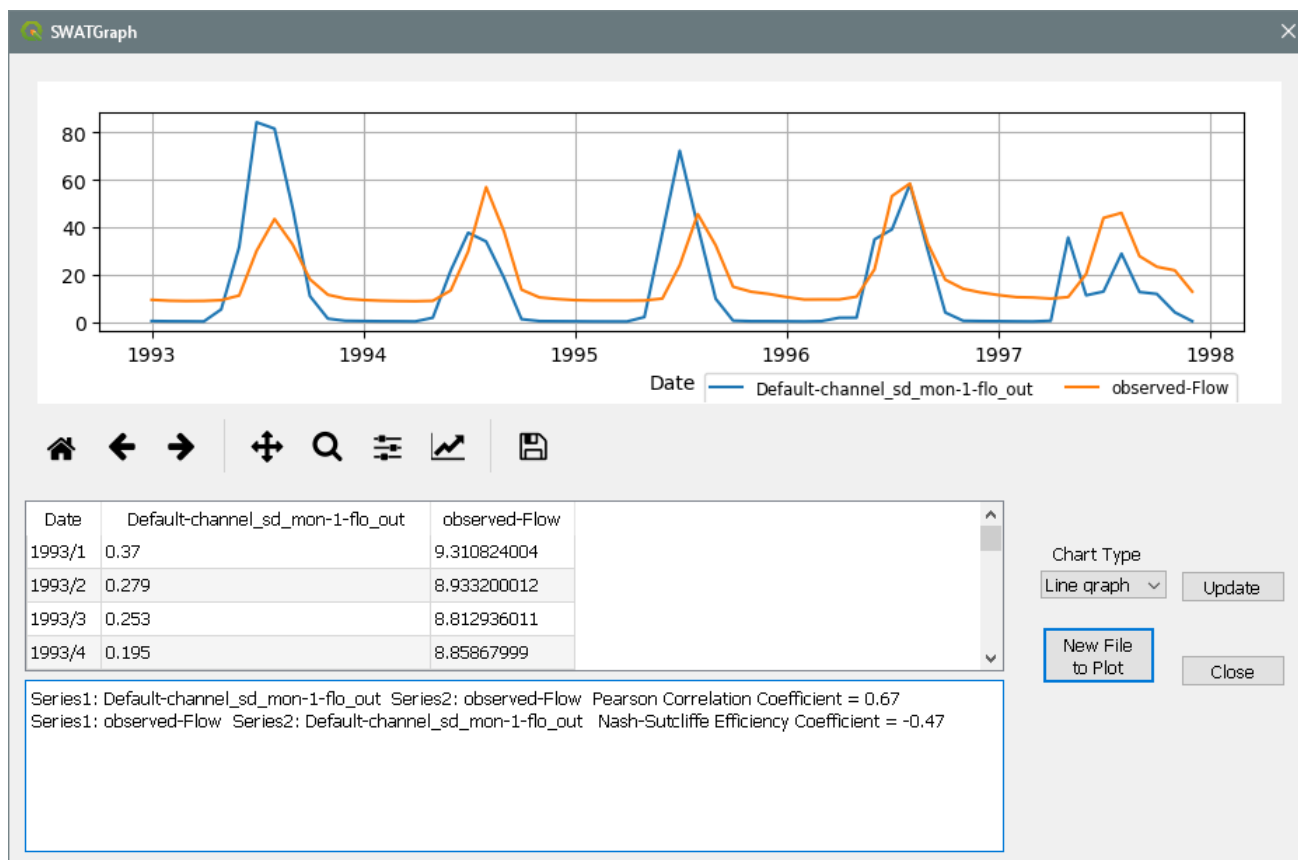 SWATGraph
80
60
40
20
0
1993 1994 1995 1996 1997 1998
Date Default-channel_sd_mon-1-flo_out observed-Flow
Date Default-channel_sd_mon-1-flo_out observed-Flow
1993/1 0.37 9.310824004
1993/2 0.279 8.933200012
1993/3 0.253 8.812936011
1993/4 0.195 8.85867999
Chart Type
Line graph Update
New File
to Plot
Close
Series1: Default-channel_sd_mon-1-flo_out Series2: observed-Flow Pearson Correlation Coefficient = 0.67
Series1: observed-Flow Series2: Default-channel_sd_mon-1-flo_out Nash-Sutcliffe Efficiency Coefficient = -0.47